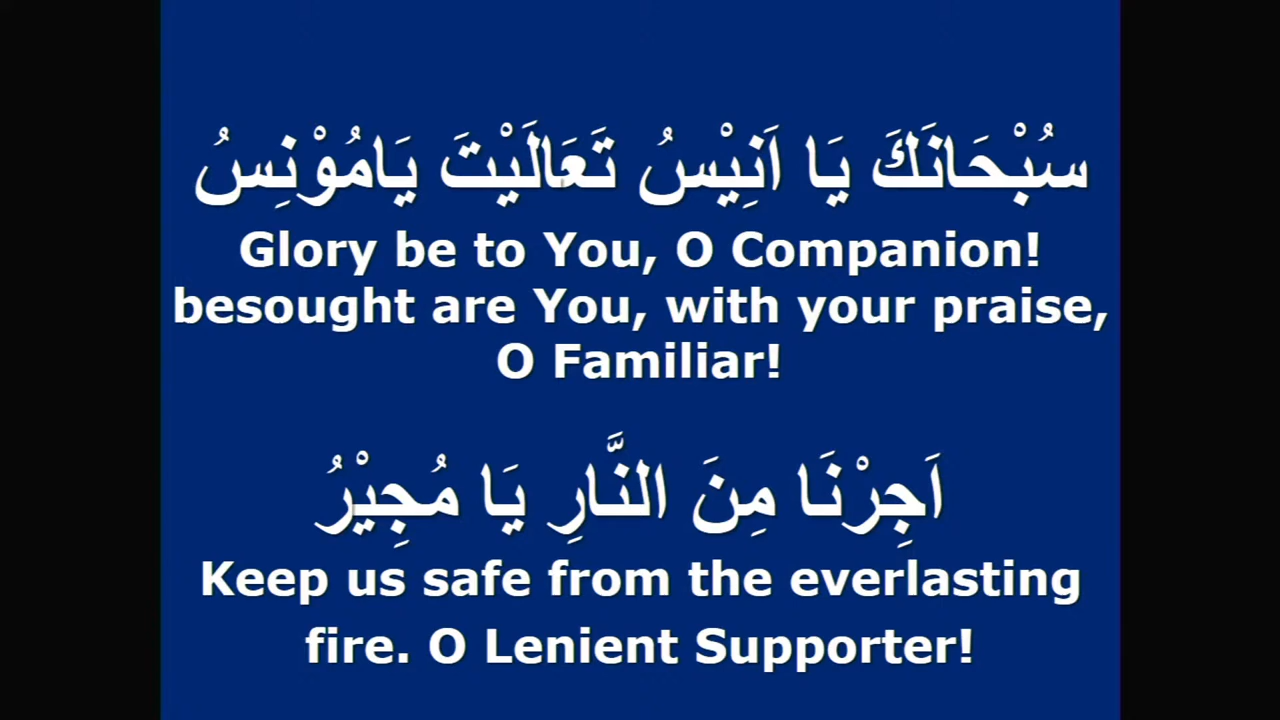 سُبْحَانَكَ يَا اَنِيْسُ تَعَالَيْتَ يَامُوْنِسُ
Glory be to You, O Companion!
besought are You, with your praise,
O Familiar!
اَجِرْنَا مِنَ النَّارِ يَا مُجِيْرُ
Keep us safe from the everlasting
fire. O Lenient Supporter!